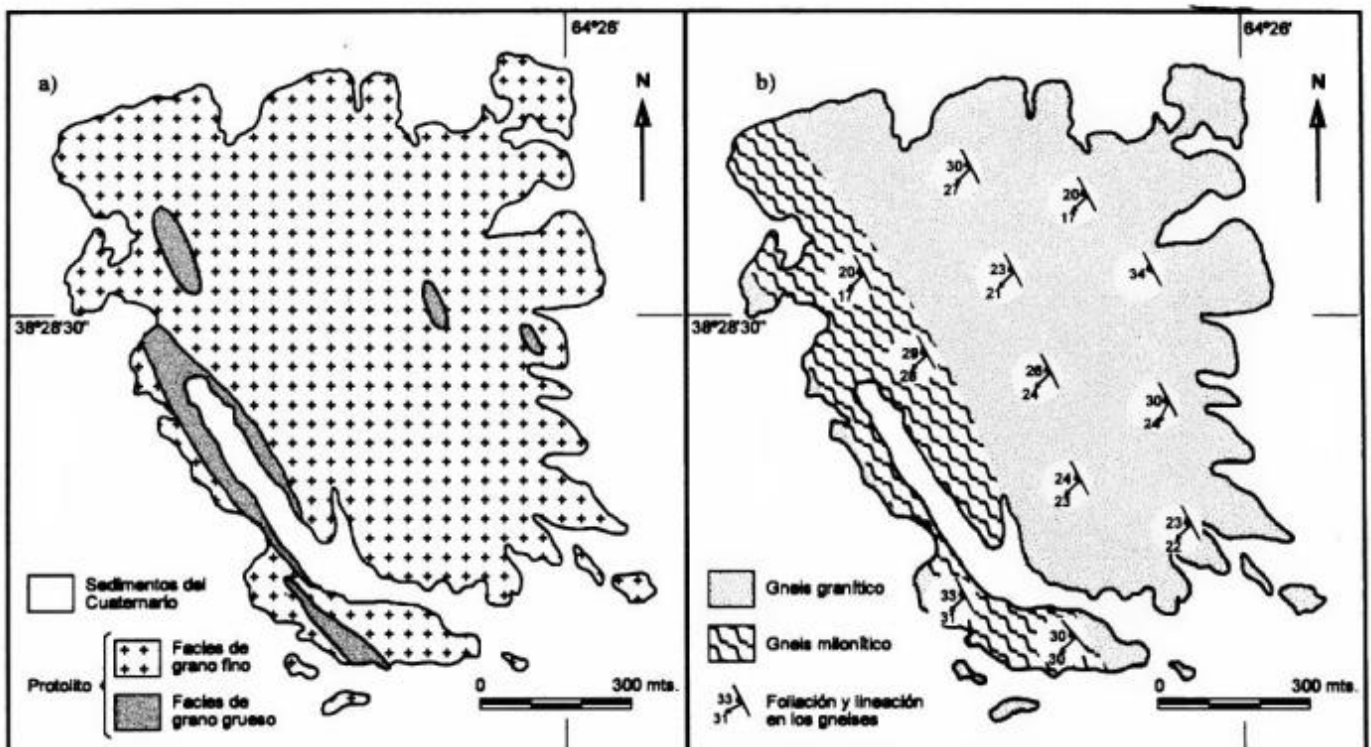 a)
64°26'
N
38°28'30"
Sedimentos del
Cuaternario
Protolito
Facies de
grano fino
Facies de
grano grueso
0 300 mts.
b)
64°26'
N
30
27
20
17
20
17
23
21
34
29
26
24
30
24
24
23
23
22
33
31
30
30
38°28'30"
Gneis granítico
Gneis milonítico
33
31
Foliación y lineación
en los gneises
0 300 mts.